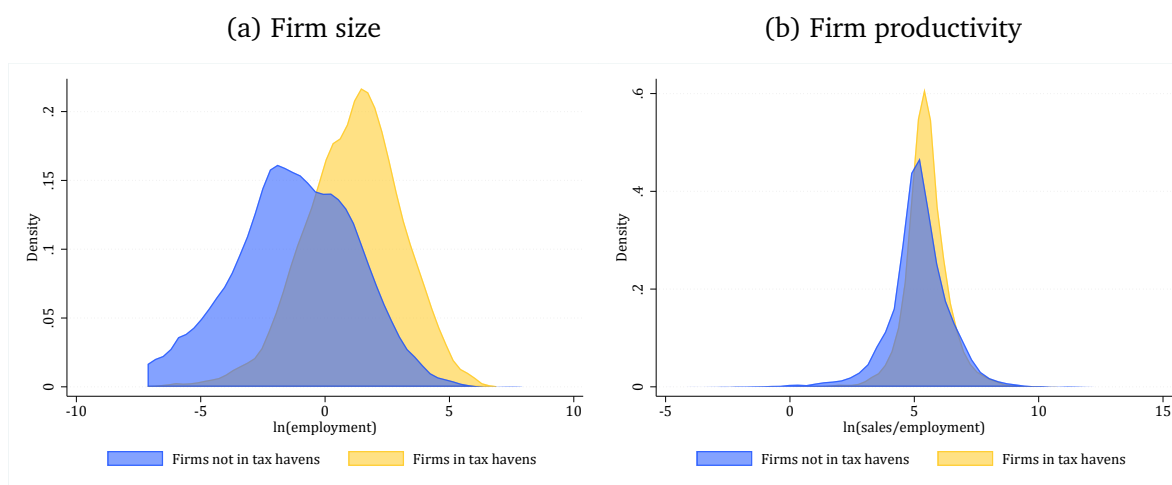 (a) Firm size
Density
0
.05
.1
.15
.2
-10 -5 0 5 10
ln(employment)
Firms not in tax havens Firms in tax havens
(b) Firm productivity
Density
0
.2
.4
.6
-5 0 5 10 15
ln(sales/employment)
Firms not in tax havens Firms in tax havens